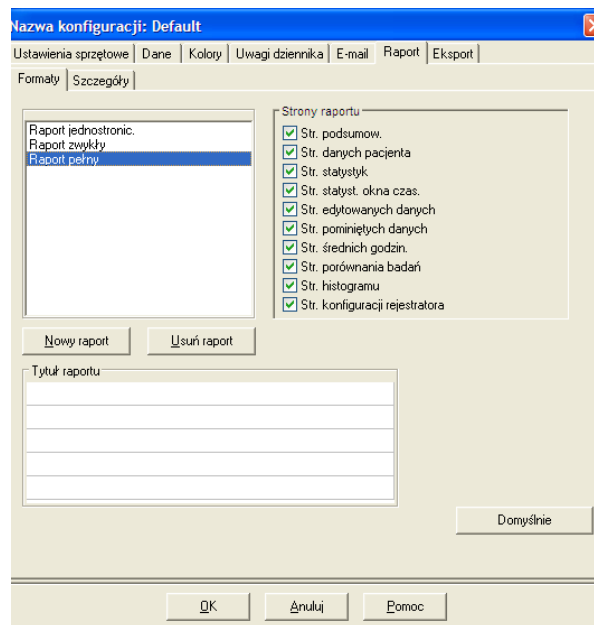 Nazwa konfiguracji: Default
Ustawienia sprzętowe Dane Kolory Uwagi dziennika E-mail Raport Eksport
Formaty Szczegóły
Raport jednostronic.
Raport zwykły
Raport pełny
Strony raportu
Str. podsumow.
Str. danych pacjenta
Str. statystyk
Str. statyst. okna czas.
Str. edytowanych danych
Str. pominiętych danych
Str. średnich godzin.
Str. porównania badań
Str. histogramu
Str. konfiguracji rejestratora
Nowy raport Usuń raport
Tytuł raportu
Domyślnie
OK Anuluj Pomoc